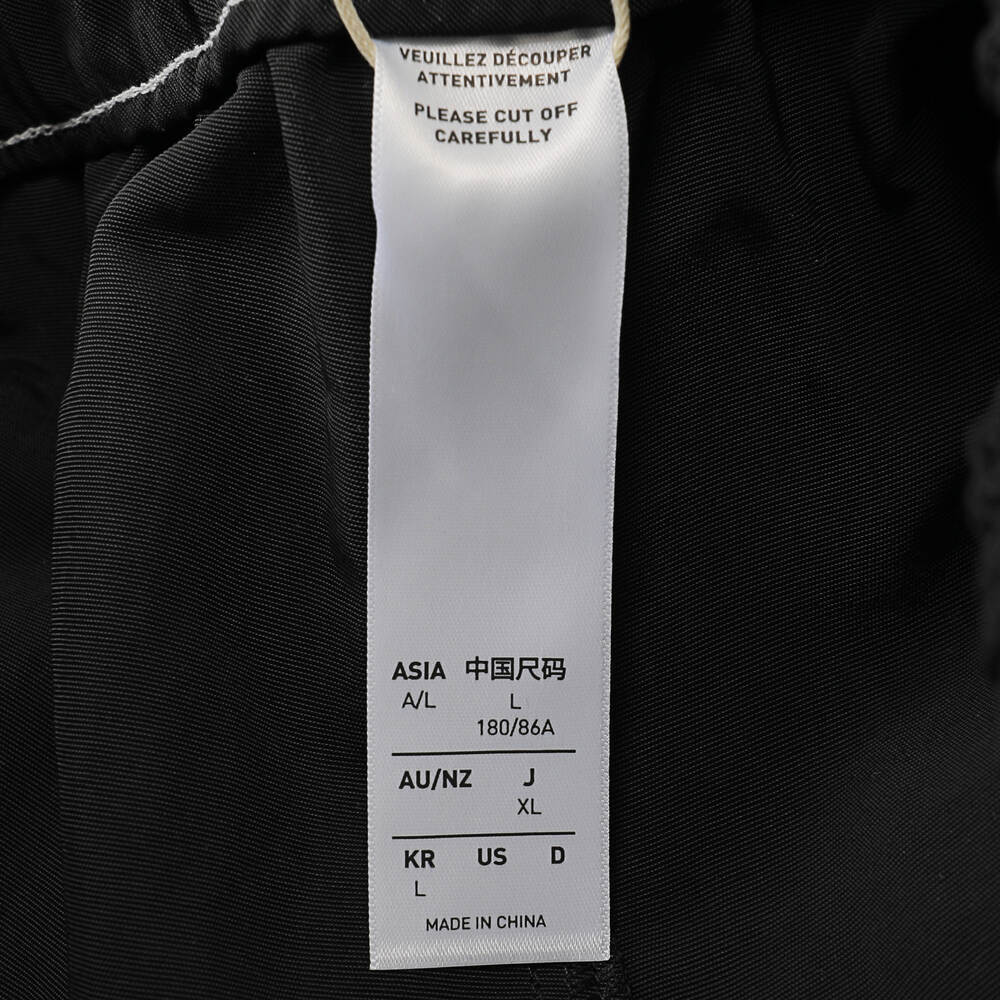 VEUILLEZ DÉCOUPER
ATTENTIVEMENT
PLEASE CUT OFF
CAREFULLY
ASIA 中国尺码
A/L L
180/86A
AU/NZ J
XL
KR US D
L
MADE IN CHINA